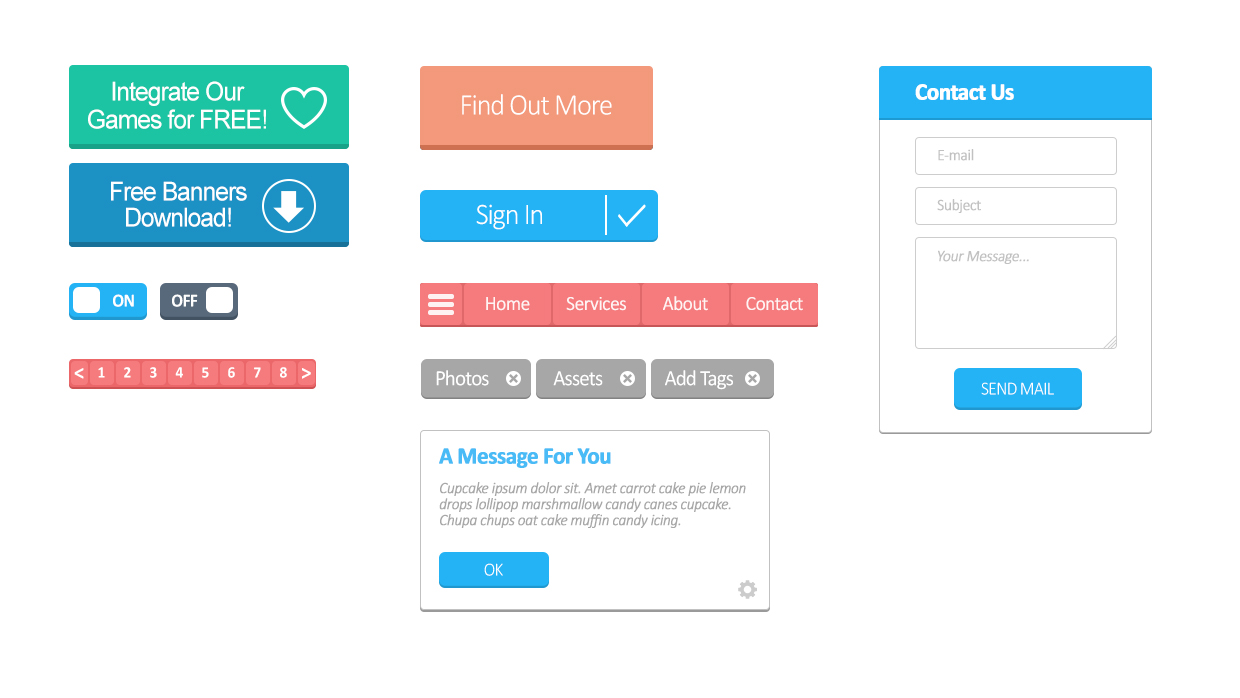 Integrate Our
Games for FREE!
Free Banners
Download!
ON
OFF
< 1 2 3 4 5 6 7 8 >
Find Out More
Sign In
Home Services About Contact
Photos Assets Add Tags
A Message For You
Cupcake ipsum dolor sit. Amet carrot cake pie lemon
drops lollipop marshmallow candy canes cupcake.
Chupa chups oat cake muffin candy icing.
OK
Contact Us
E-mail
Subject
Your Message...
SEND MAIL